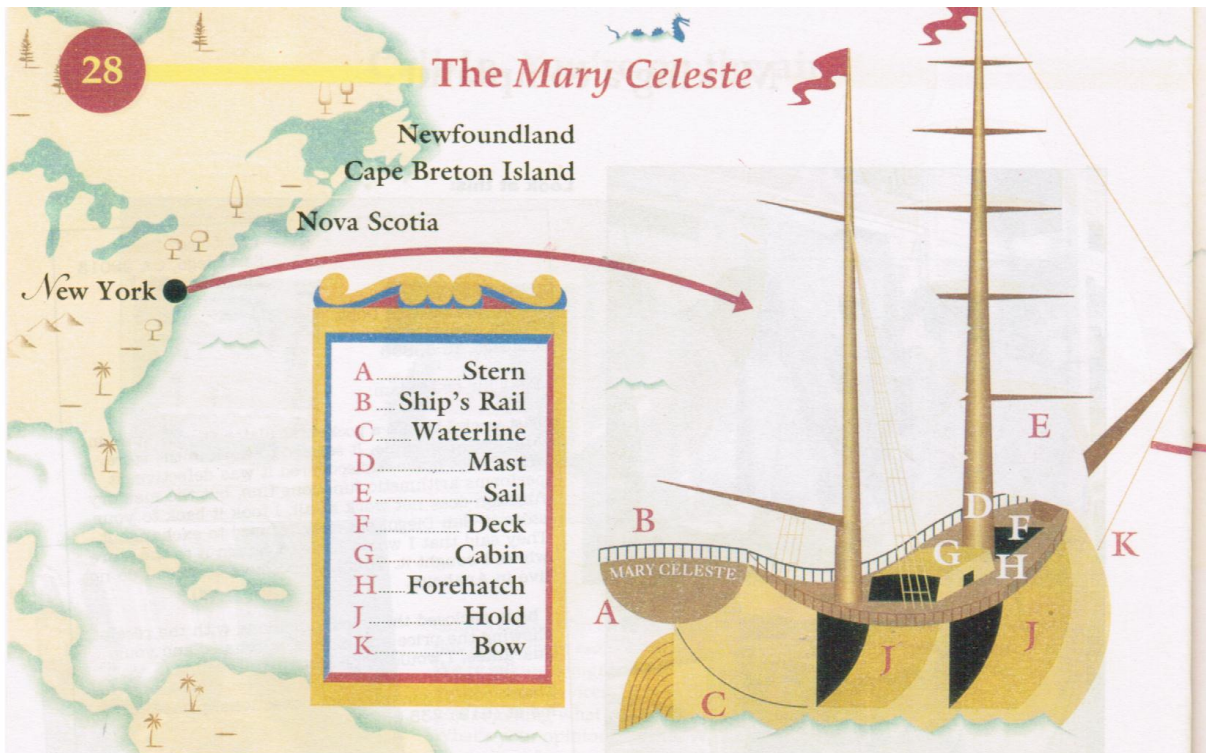 28
The Mary Celeste
Newfoundland
Cape Breton Island
Nova Scotia
New York
A.............Stern
B.....Ship's Rail
C.......Waterline
D...............Mast
E..................Sail
F...............Deck
G.............Cabin
H.....Forehatch
J................Hold
K................Bow
E
D
F
B
G
K
H
MARY CELESTE
A
J
J
C